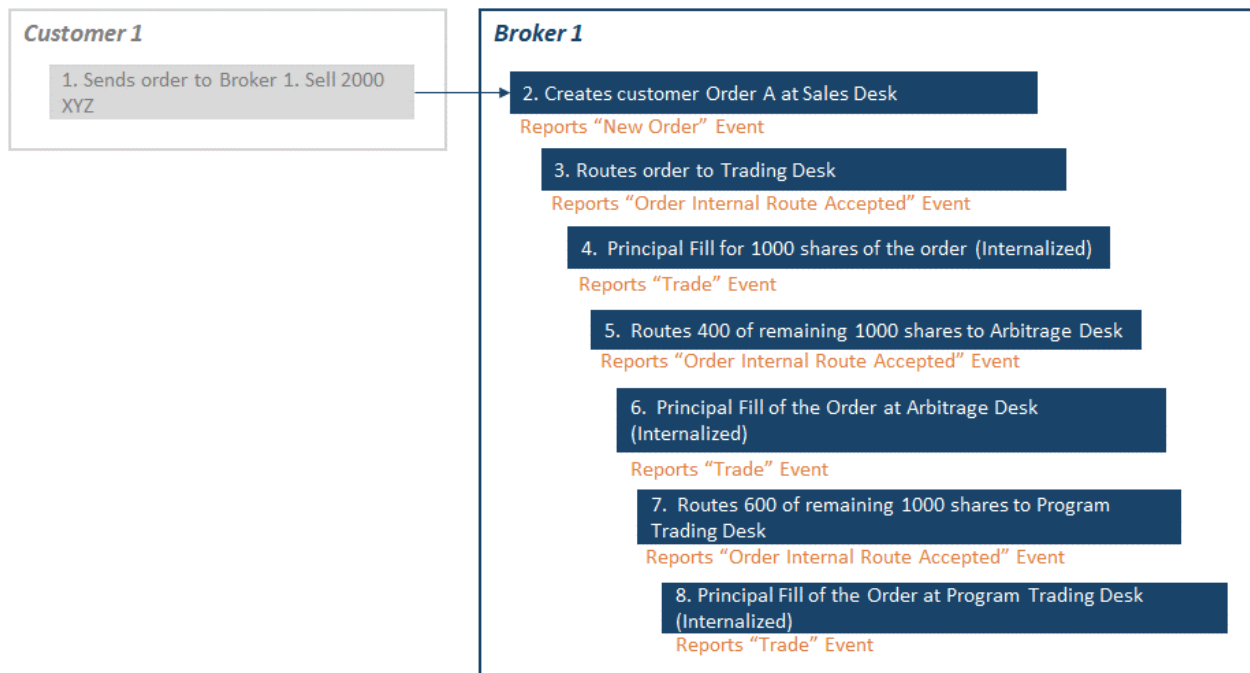 Customer 1
1. Sends order to Broker 1. Sell 2000
XYZ
Broker 1
2. Creates customer Order A at Sales Desk
Reports “New Order” Event
3. Routes order to Trading Desk
Reports “Order Internal Route Accepted” Event
4. Principal Fill for 1000 shares of the order (Internalized)
Reports “Trade” Event
5. Routes 400 of remaining 1000 shares to Arbitrage Desk
Reports “Order Internal Route Accepted” Event
6. Principal Fill of the Order at Arbitrage Desk
(Internalized)
Reports “Trade” Event
7. Routes 600 of remaining 1000 shares to Program
Trading Desk
Reports “Order Internal Route Accepted” Event
8. Principal Fill of the Order at Program Trading Desk
(Internalized)
Reports “Trade” Event